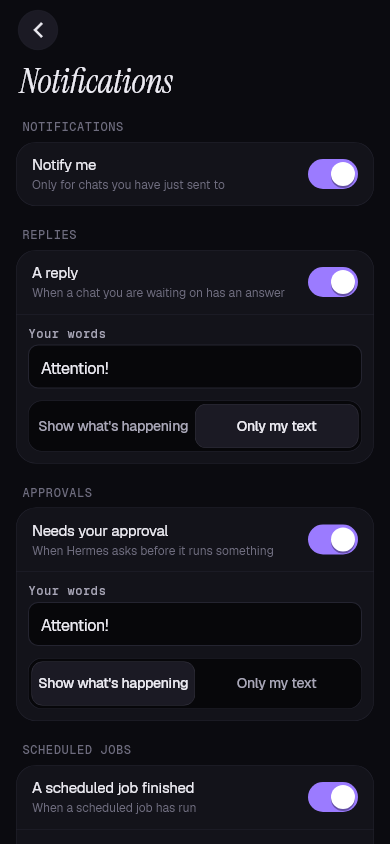 Notifications
NOTIFICATIONS
Notify me
Only for chats you have just sent to
REPLIES
A reply
When a chat you are waiting on has an answer
Your words
Attention!
Show what's happening
Only my text
APPROVALS
Needs your approval
When Hermes asks before it runs something
Your words
Attention!
Show what's happening
Only my text
SCHEDULED JOBS
A scheduled job finished
When a scheduled job has run